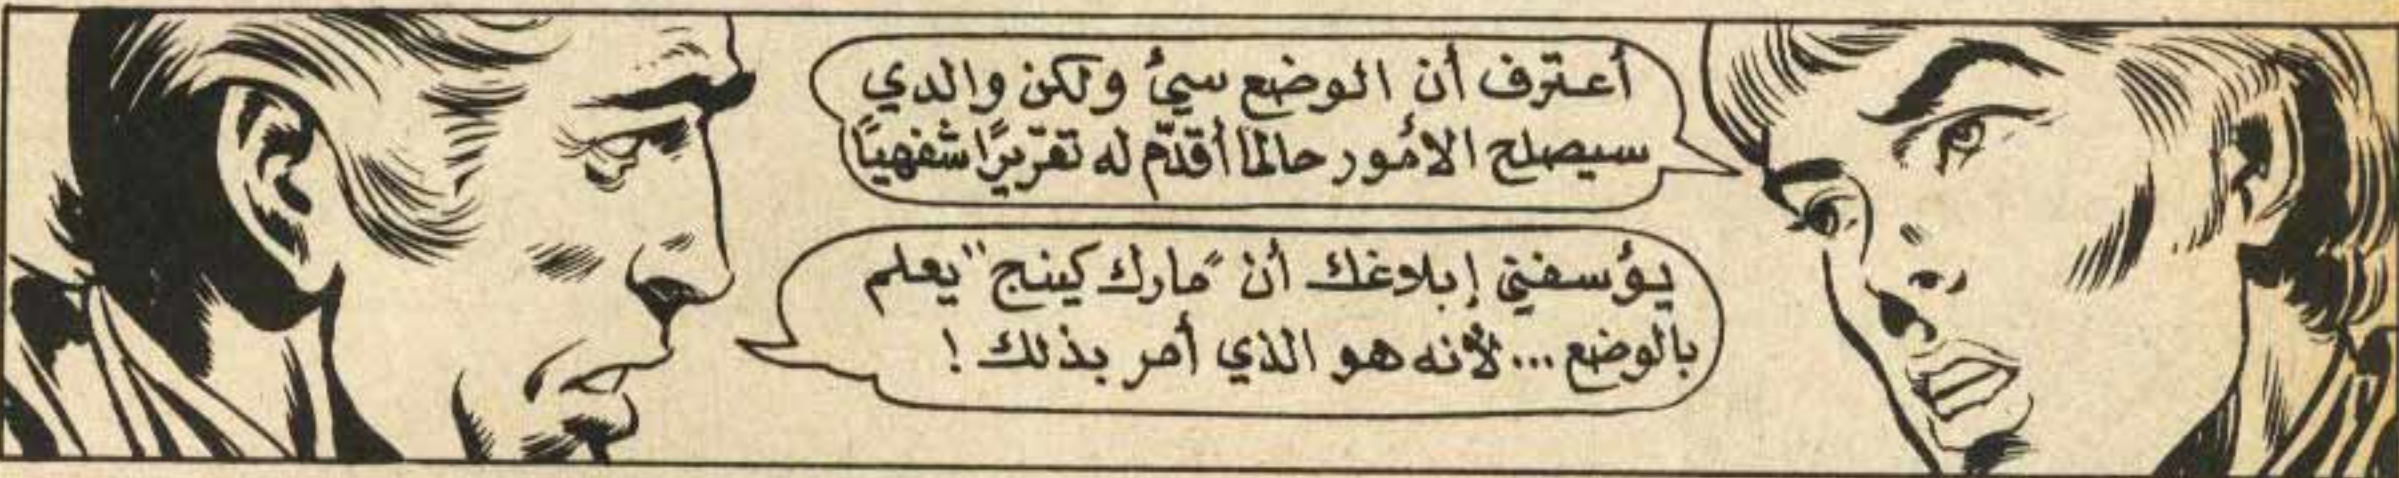 أعترف أن الوضع سيئ ولكن والدي
سيصلح الأمور حالما أقدّم له تقريرًا شفهيًا
يؤسفني إبلاغك أن "مارك كينج" يعلم
بالوضع... لأنه هو الذي أمر بذلك !